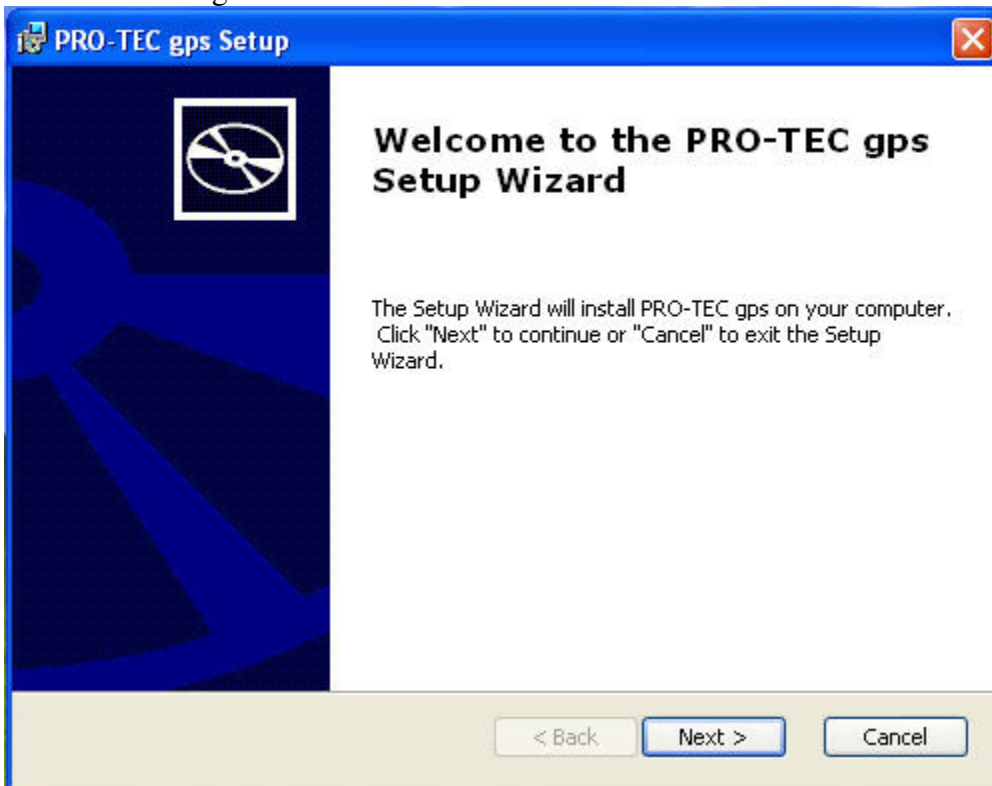 PRO-TEC gps Setup
Welcome to the PRO-TEC gps
Setup Wizard
The Setup Wizard will install PRO-TEC gps on your computer.
Click "Next" to continue or "Cancel" to exit the Setup
Wizard.
< Back
Next >
Cancel